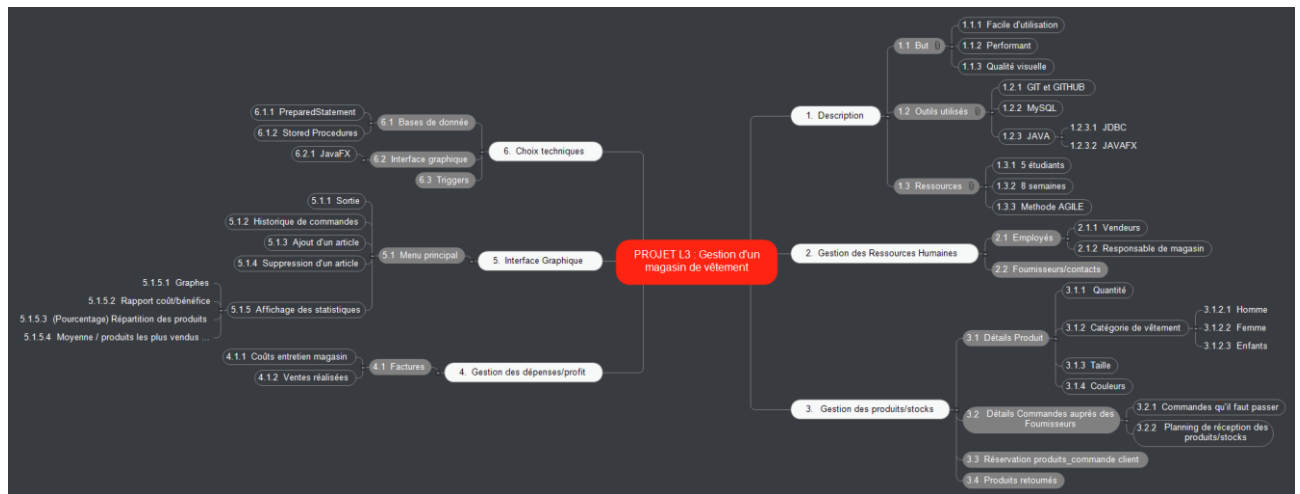 PROJET L3 : Gestion d'un
magasin de vêtement
1. Description
1.1 But
1.1.1 Facile d'utilisation
1.1.2 Performant
1.1.3 Qualité visuelle
1.2 Outils utilisés
1.2.1 GIT et GITHUB
1.2.2 MySQL
1.2.3 JAVA
1.2.3.1 JDBC
1.2.3.2 JAVAFX
1.3 Ressources
1.3.1 5 étudiants
1.3.2 8 semaines
1.3.3 Methode AGILE
2. Gestion des Ressources Humaines
2.1 Employés
2.1.1 Vendeurs
2.1.2 Responsable de magasin
2.2 Fournisseurs/contacts
3. Gestion des produits/stocks
3.1 Détails Produit
3.1.1 Quantité
3.1.2 Catégorie de vêtement
3.1.2.1 Homme
3.1.2.2 Femme
3.1.2.3 Enfants
3.1.3 Taille
3.1.4 Couleurs
3.2 Détails Commandes auprès des
Fournisseurs
3.2.1 Commandes qu'il faut passer
3.2.2 Planning de réception des
produits/stocks
3.3 Réservation produits_commande client
3.4 Produits retournés
4. Gestion des dépenses/profit
4.1 Factures
4.1.1 Coûts entretien magasin
4.1.2 Ventes réalisées
5. Interface Graphique
5.1 Menu principal
5.1.1 Sortie
5.1.2 Historique de commandes
5.1.3 Ajout d'un article
5.1.4 Suppression d'un article
5.1.5 Affichage des statistiques
5.1.5.1 Graphes
5.1.5.2 Rapport coût/bénéfice
5.1.5.3 (Pourcentage) Répartition des produits
5.1.5.4 Moyenne / produits les plus vendus ...
6. Choix techniques
6.1 Bases de donnée
6.1.1 PreparedStatement
6.1.2 Stored Procedures
6.2 Interface graphique
6.2.1 JavaFX
6.3 Triggers